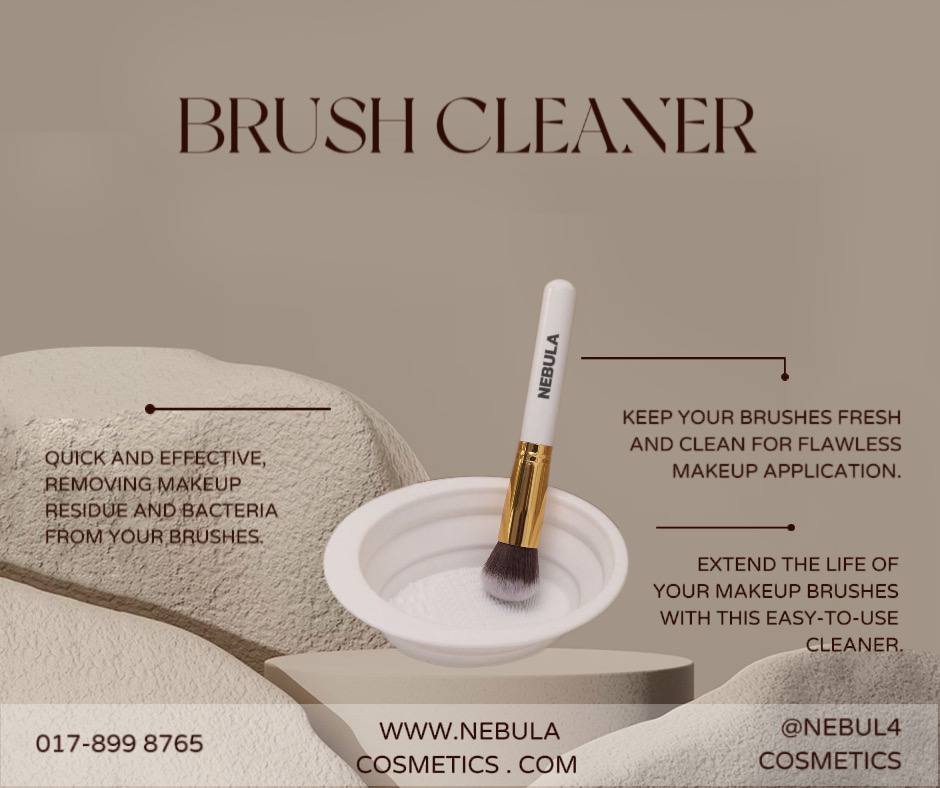 BRUSH CLEANER
NEBULA
QUICK AND EFFECTIVE,
REMOVING MAKEUP
RESIDUE AND BACTERIA
FROM YOUR BRUSHES.
KEEP YOUR BRUSHES FRESH
AND CLEAN FOR FLAWLESS
MAKEUP APPLICATION.
EXTEND THE LIFE OF
YOUR MAKEUP BRUSHES
WITH THIS EASY-TO-USE
CLEANER.
017-899 8765
WWW.NEBULA
COSMETICS . COM
@NEBUL4
COSMETICS